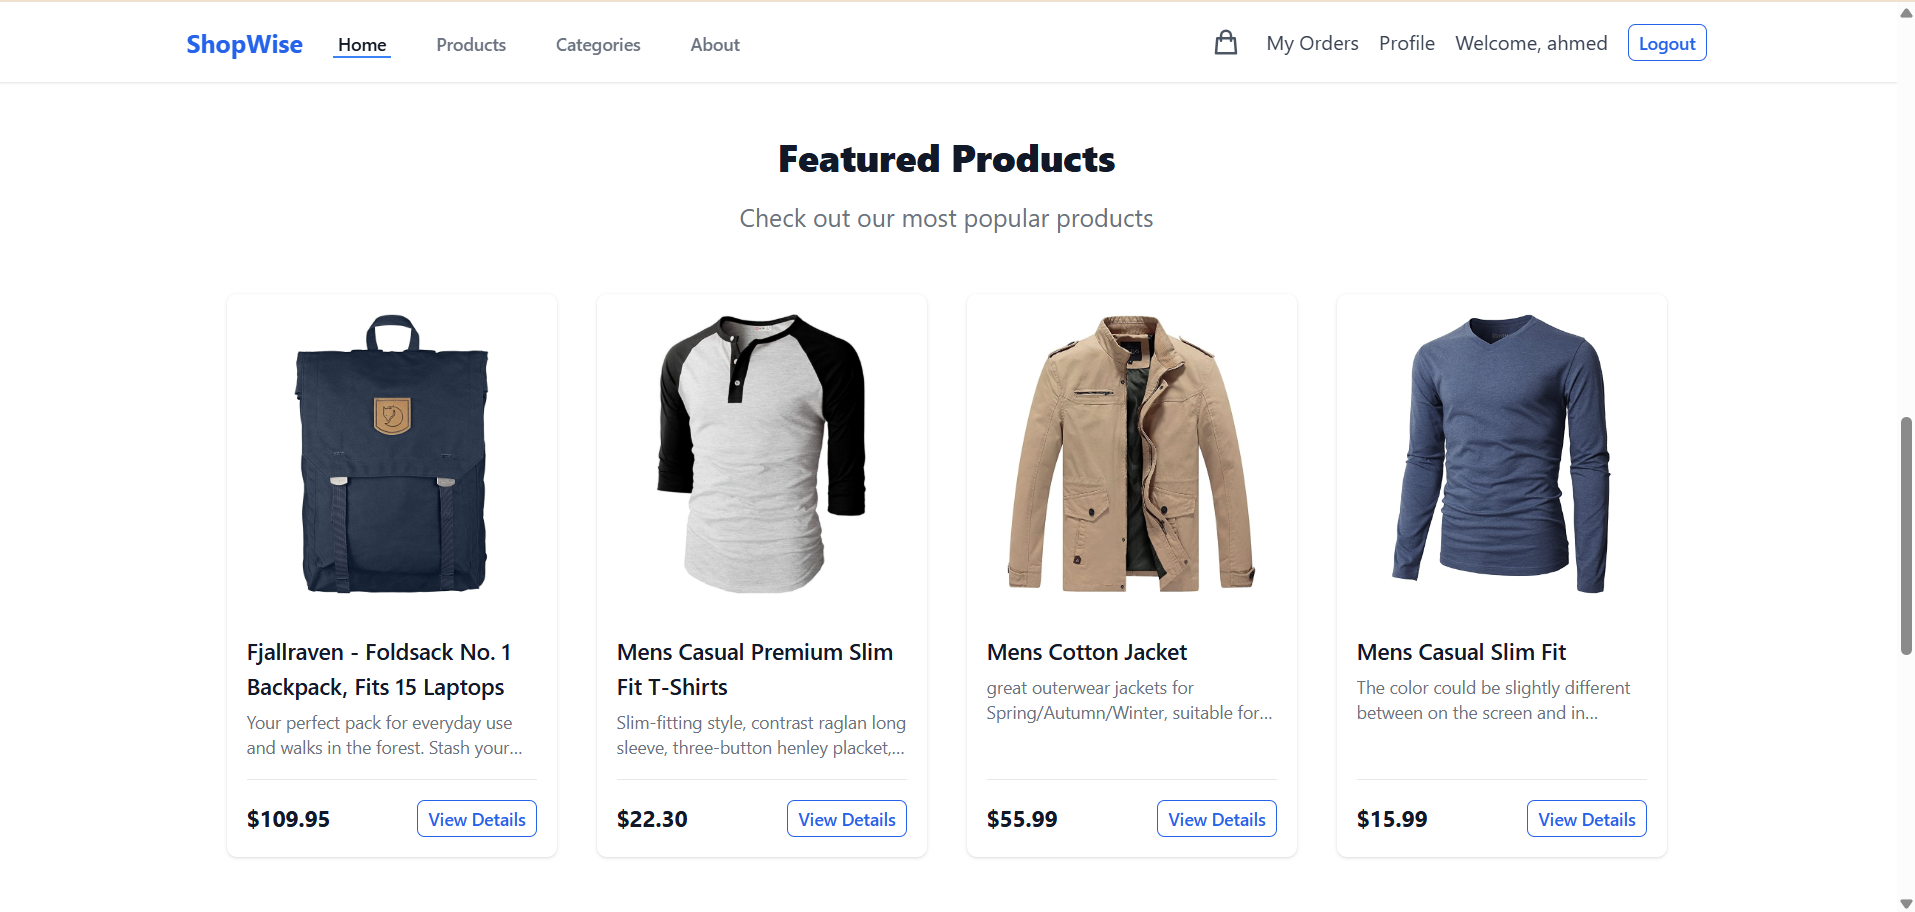 ShopWise Home Products Categories About My Orders Profile Welcome, ahmed Logout
Featured Products
Check out our most popular products
Fjallraven - Foldsack No. 1
Backpack, Fits 15 Laptops
Your perfect pack for everyday use
and walks in the forest. Stash your...
$109.95 View Details
Mens Casual Premium Slim
Fit T-Shirts
Slim-fitting style, contrast raglan long
sleeve, three-button henley placket,...
$22.30 View Details
Mens Cotton Jacket
great outerwear jackets for
Spring/Autumn/Winter, suitable for...
$55.99 View Details
Mens Casual Slim Fit
The color could be slightly different
between on the screen and in...
$15.99 View Details